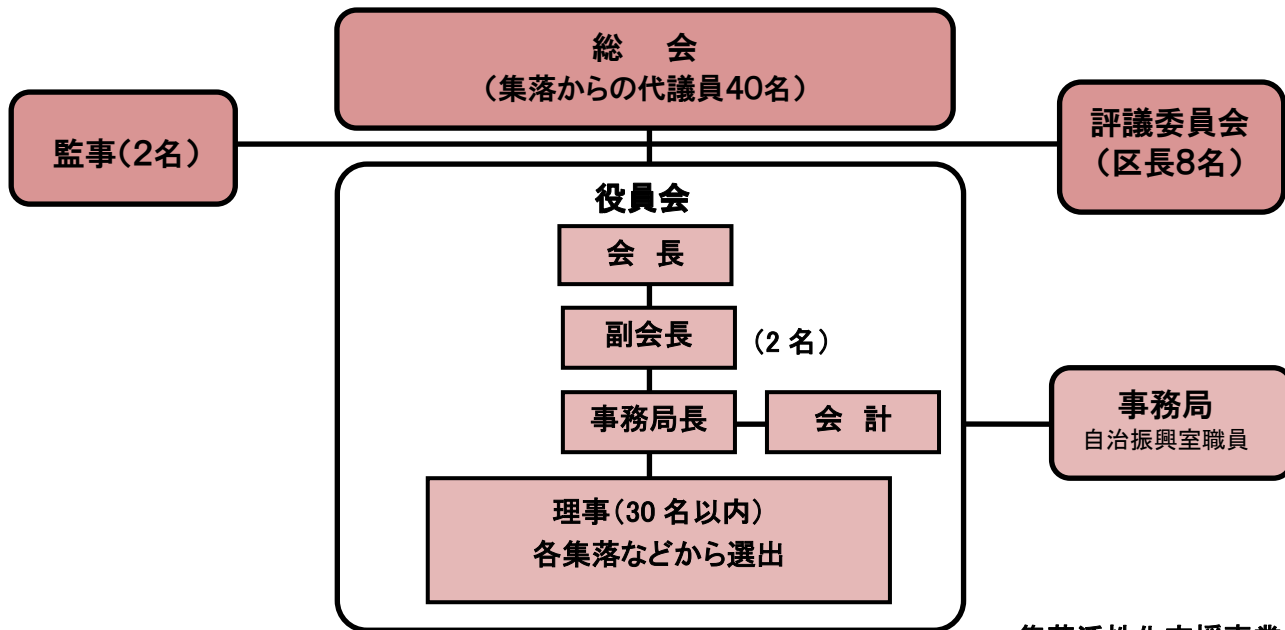 総　会
（集落からの代議員40名）
監事（2名）
評議委員会
（区長8名）
役員会
会 長
副会長
（2 名）
事務局長
会 計
事務局
自治振興室職員
理事（30 名以内）
各集落などから選出